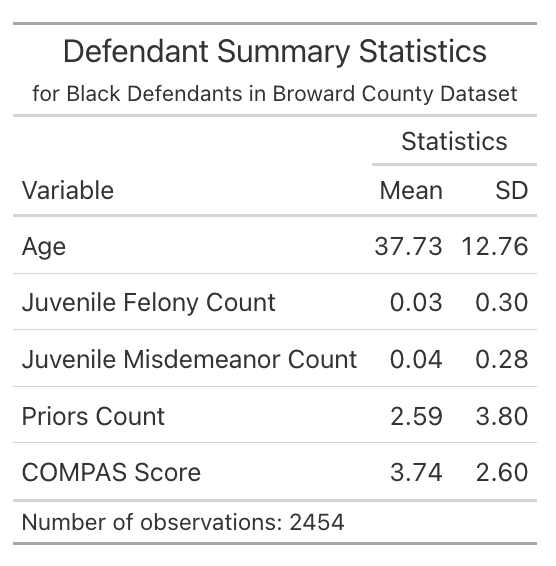 Defendant Summary Statistics
for Black Defendants in Broward County Dataset
Statistics
Variable Mean SD
Age 37.73 12.76
Juvenile Felony Count 0.03 0.30
Juvenile Misdemeanor Count 0.04 0.28
Priors Count 2.59 3.80
COMPAS Score 3.74 2.60
Number of observations: 2454